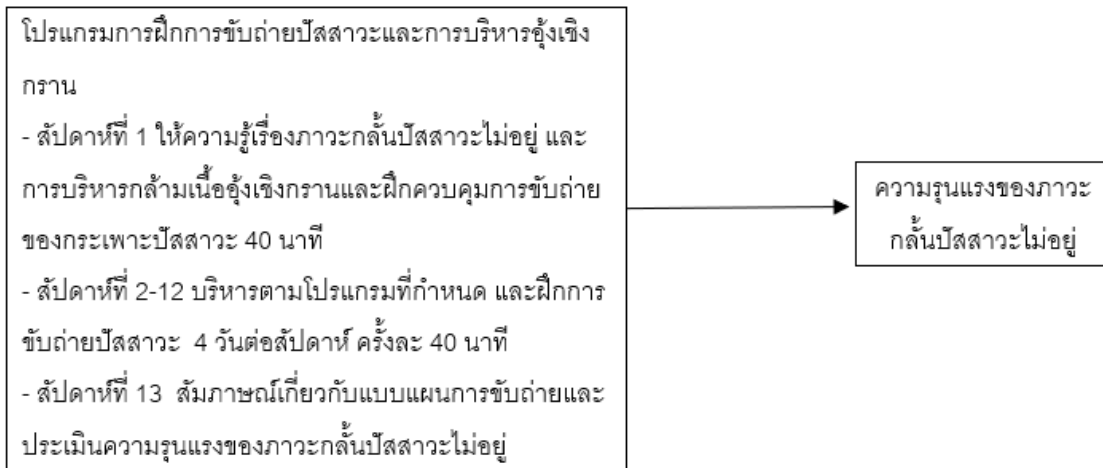 โปรแกรมการฝึกการขับถ่ายปัสสาวะและการบริหารอุ้งเชิง
กราน
- สัปดาห์ที่ 1 ให้ความรู้เรื่องภาวะกลั้นปัสสาวะไม่อยู่ และ
การบริหารกล้ามเนื้ออุ้งเชิงกรานและฝึกควบคุมการขับถ่าย
ของกระเพาะปัสสาวะ 40 นาที
- สัปดาห์ที่ 2-12 บริหารตามโปรแกรมที่กำหนด และฝึกการ
ขับถ่ายปัสสาวะ 4 วันต่อสัปดาห์ ครั้งละ 40 นาที
- สัปดาห์ที่ 13 สัมภาษณ์เกี่ยวกับแบบแผนการขับถ่ายและ
ประเมินความรุนแรงของภาวะกลั้นปัสสาวะไม่อยู่
ความรุนแรงของภาวะ
กลั้นปัสสาวะไม่อยู่